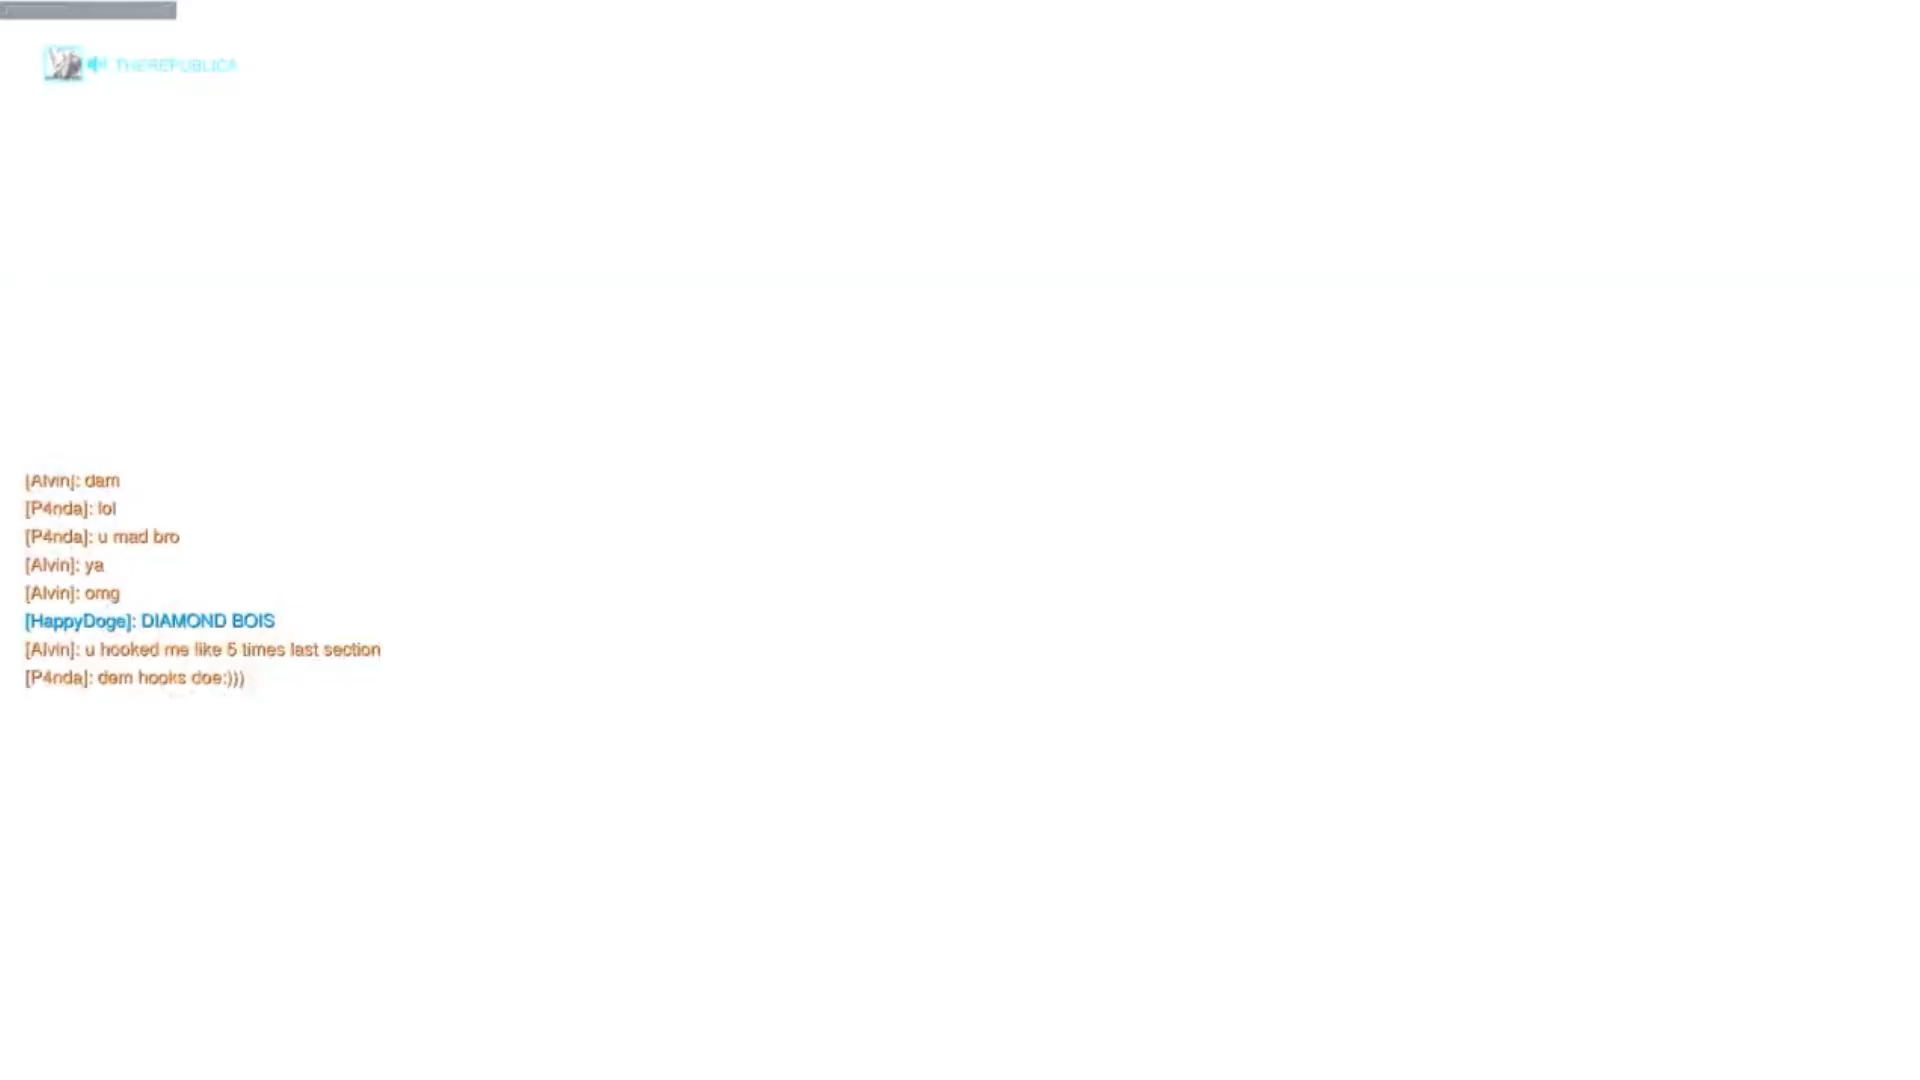 THEREPUBLICA
[Alvin]: dam
[P4nda]: lol
[P4nda]: u mad bro
[Alvin]: ya
[Alvin]: omg
[HappyDoge]: DIAMOND BOIS
[Alvin]: u hooked me like 5 times last section
[P4nda]: dem hooks doe:)))